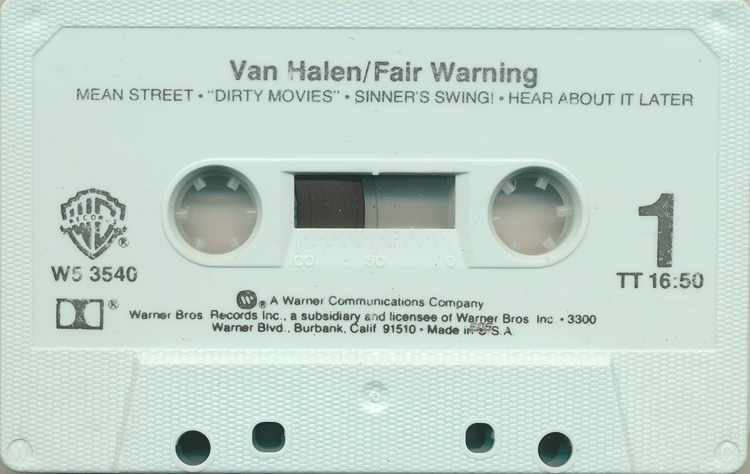 Van Halen/Fair Warning
MEAN STREET • "DIRTY MOVIES" • SINNER'S SWING! • HEAR ABOUT IT LATER
RECORDS
®
1
W5 3540
TT 16:50
100 50 0
®
® A Warner Communications Company
Warner Bros. Records Inc., a subsidiary and licensee of Warner Bros. Inc. • 3300
Warner Blvd., Burbank, Calif. 91510 • Made in U.S.A.